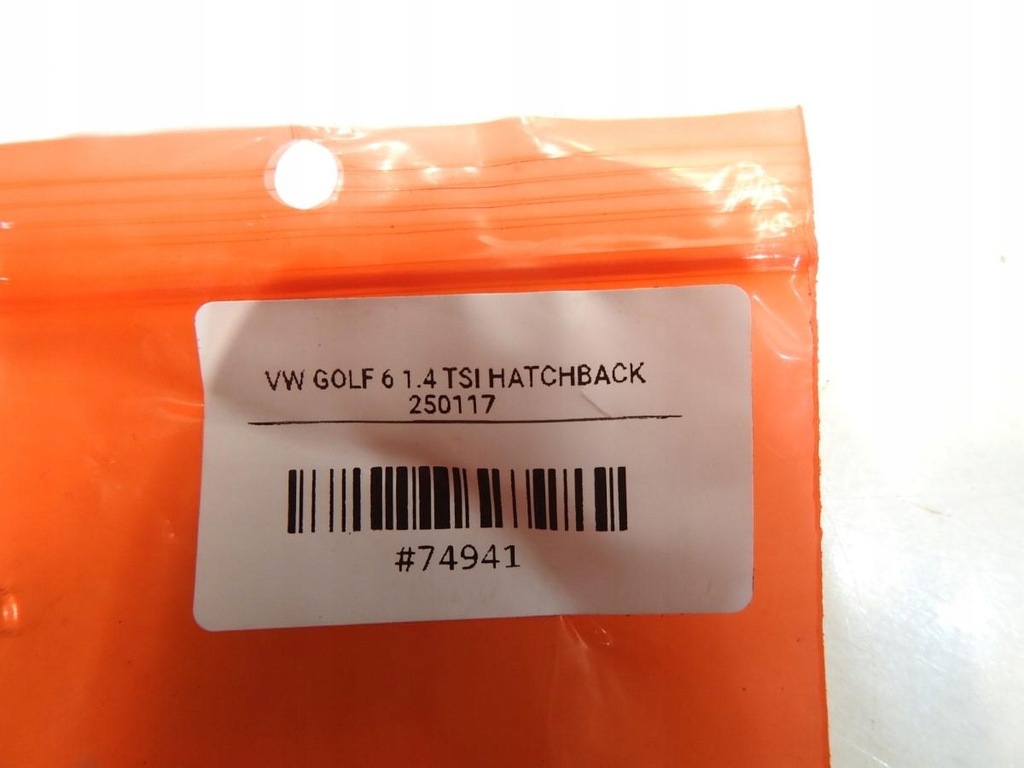 VW GOLF 6 1.4 TSI HATCHBACK
250117
#74941